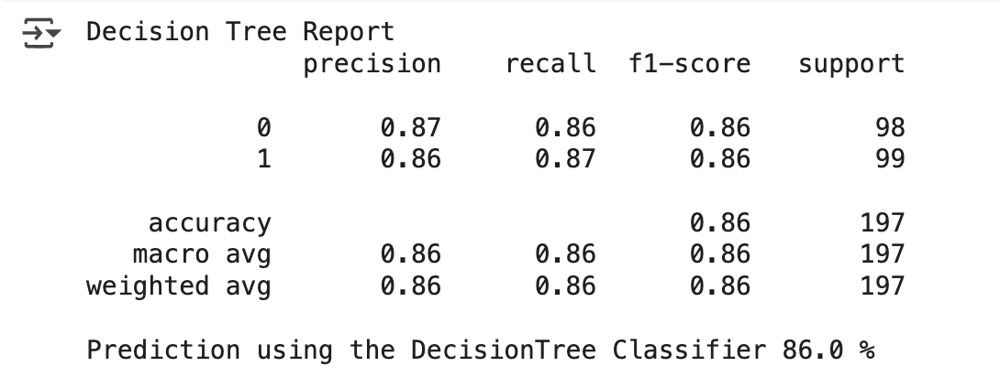 Decision Tree Report
precision recall f1-score support
0 0.87 0.86 0.86 98
1 0.86 0.87 0.86 99
accuracy 0.86 197
macro avg 0.86 0.86 0.86 197
weighted avg 0.86 0.86 0.86 197
Prediction using the DecisionTree Classifier 86.0 %